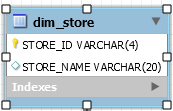 dim_store
STORE_ID VARCHAR(4)
STORE_NAME VARCHAR(20)
Indexes